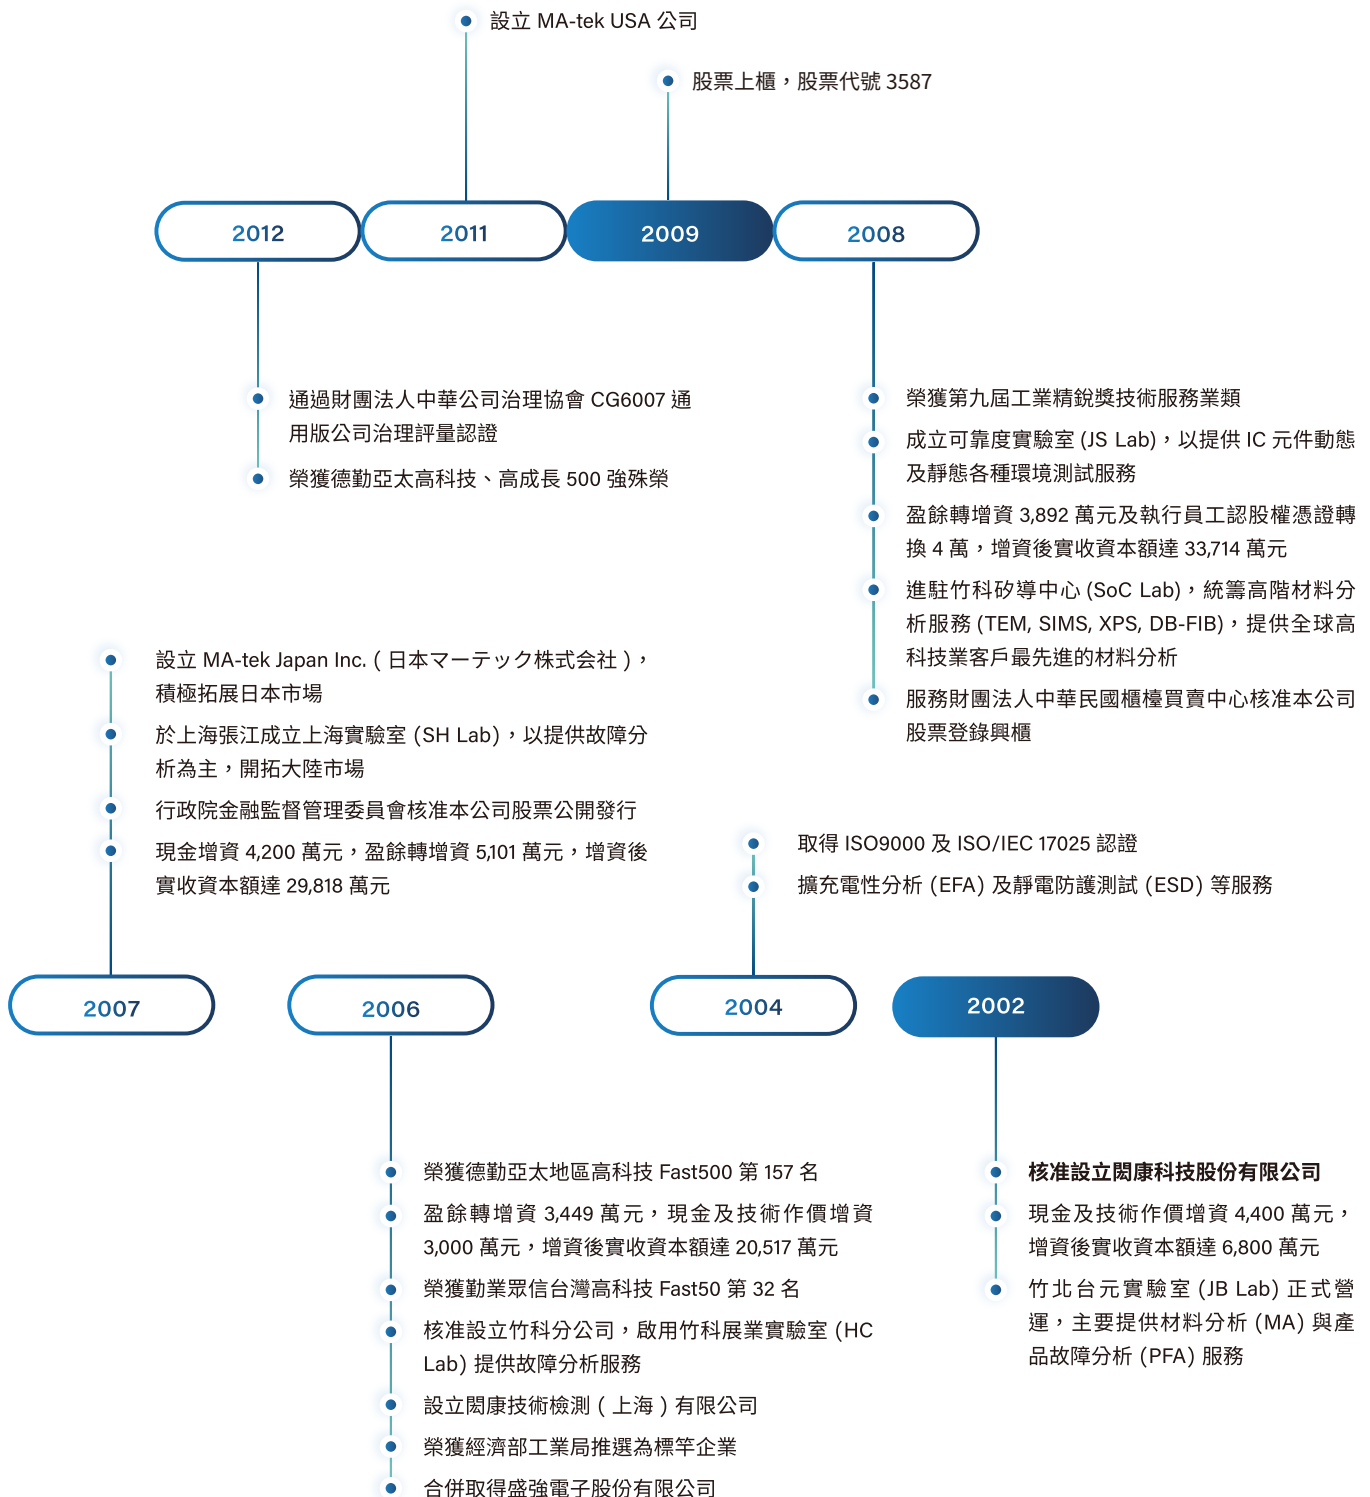 設立 MA-tek USA 公司
股票上櫃，股票代號 3587
2012
2011
2009
2008
通過財團法人中華公司治理協會 CG6007 通
用版公司治理評量認證
榮獲德勤亞太高科技、高成長 500 強殊榮
榮獲第九屆工業精銳獎技術服務業類
成立可靠度實驗室 (JS Lab)，以提供 IC 元件動態
及靜態各種環境測試服務
盈餘轉增資 3,892 萬元及執行員工認股權憑證轉
換 4 萬，增資後實收資本額達 33,714 萬元
進駐竹科矽導中心 (SoC Lab)，統籌高階材料分
析服務 (TEM, SIMS, XPS, DB-FIB)，提供全球高
科技業客戶最先進的材料分析
服務財團法人中華民國櫃檯買賣中心核准本公司
股票登錄興櫃
設立 MA-tek Japan Inc. ( 日本マーテック株式会社 )，
積極拓展日本市場
於上海張江成立上海實驗室 (SH Lab)，以提供故障分
析為主，開拓大陸市場
行政院金融監督管理委員會核准本公司股票公開發行
現金增資 4,200 萬元，盈餘轉增資 5,101 萬元，增資後
實收資本額達 29,818 萬元
取得 ISO9000 及 ISO/IEC 17025 認證
擴充電性分析 (EFA) 及靜電防護測試 (ESD) 等服務
2007
2006
2004
2002
榮獲德勤亞太地區高科技 Fast500 第 157 名
盈餘轉增資 3,449 萬元，現金及技術作價增資
3,000 萬元，增資後實收資本額達 20,517 萬元
榮獲勤業眾信台灣高科技 Fast50 第 32 名
核准設立竹科分公司，啟用竹科展業實驗室 (HC
Lab) 提供故障分析服務
設立閎康技術檢測 ( 上海 ) 有限公司
榮獲經濟部工業局推選為標竿企業
合併取得盛強電子股份有限公司
核准設立閎康科技股份有限公司
現金及技術作價增資 4,400 萬元，
增資後實收資本額達 6,800 萬元
竹北台元實驗室 (JB Lab) 正式營
運，主要提供材料分析 (MA) 與產
品故障分析 (PFA) 服務